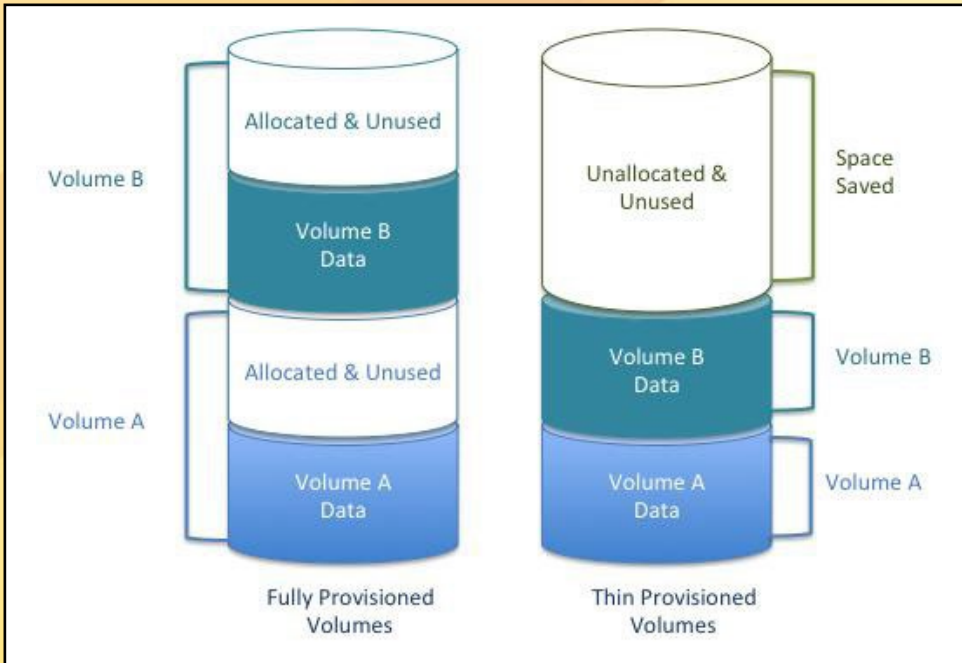 Volume B
Allocated & Unused
Volume B
Data
Volume A
Allocated & Unused
Volume A
Data
Fully Provisioned
Volumes
Unallocated &
Unused
Space
Saved
Volume B
Data
Volume B
Volume A
Data
Volume A
Thin Provisioned
Volumes